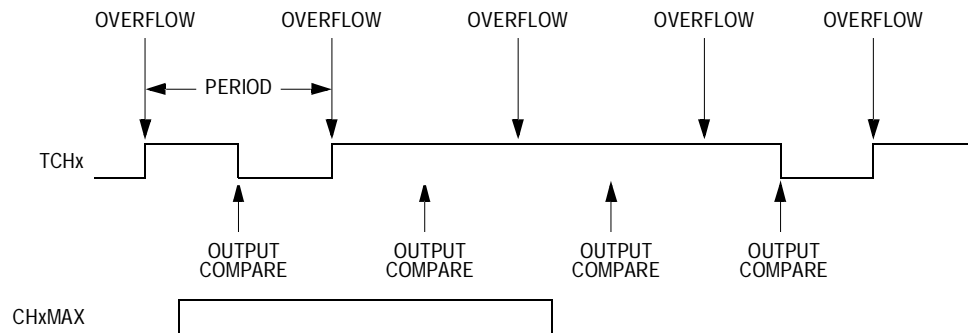 OVERFLOW OVERFLOW OVERFLOW OVERFLOW OVERFLOW
PERIOD
TCHx
OUTPUT COMPARE
OUTPUT COMPARE
OUTPUT COMPARE
OUTPUT COMPARE
CHxMAX